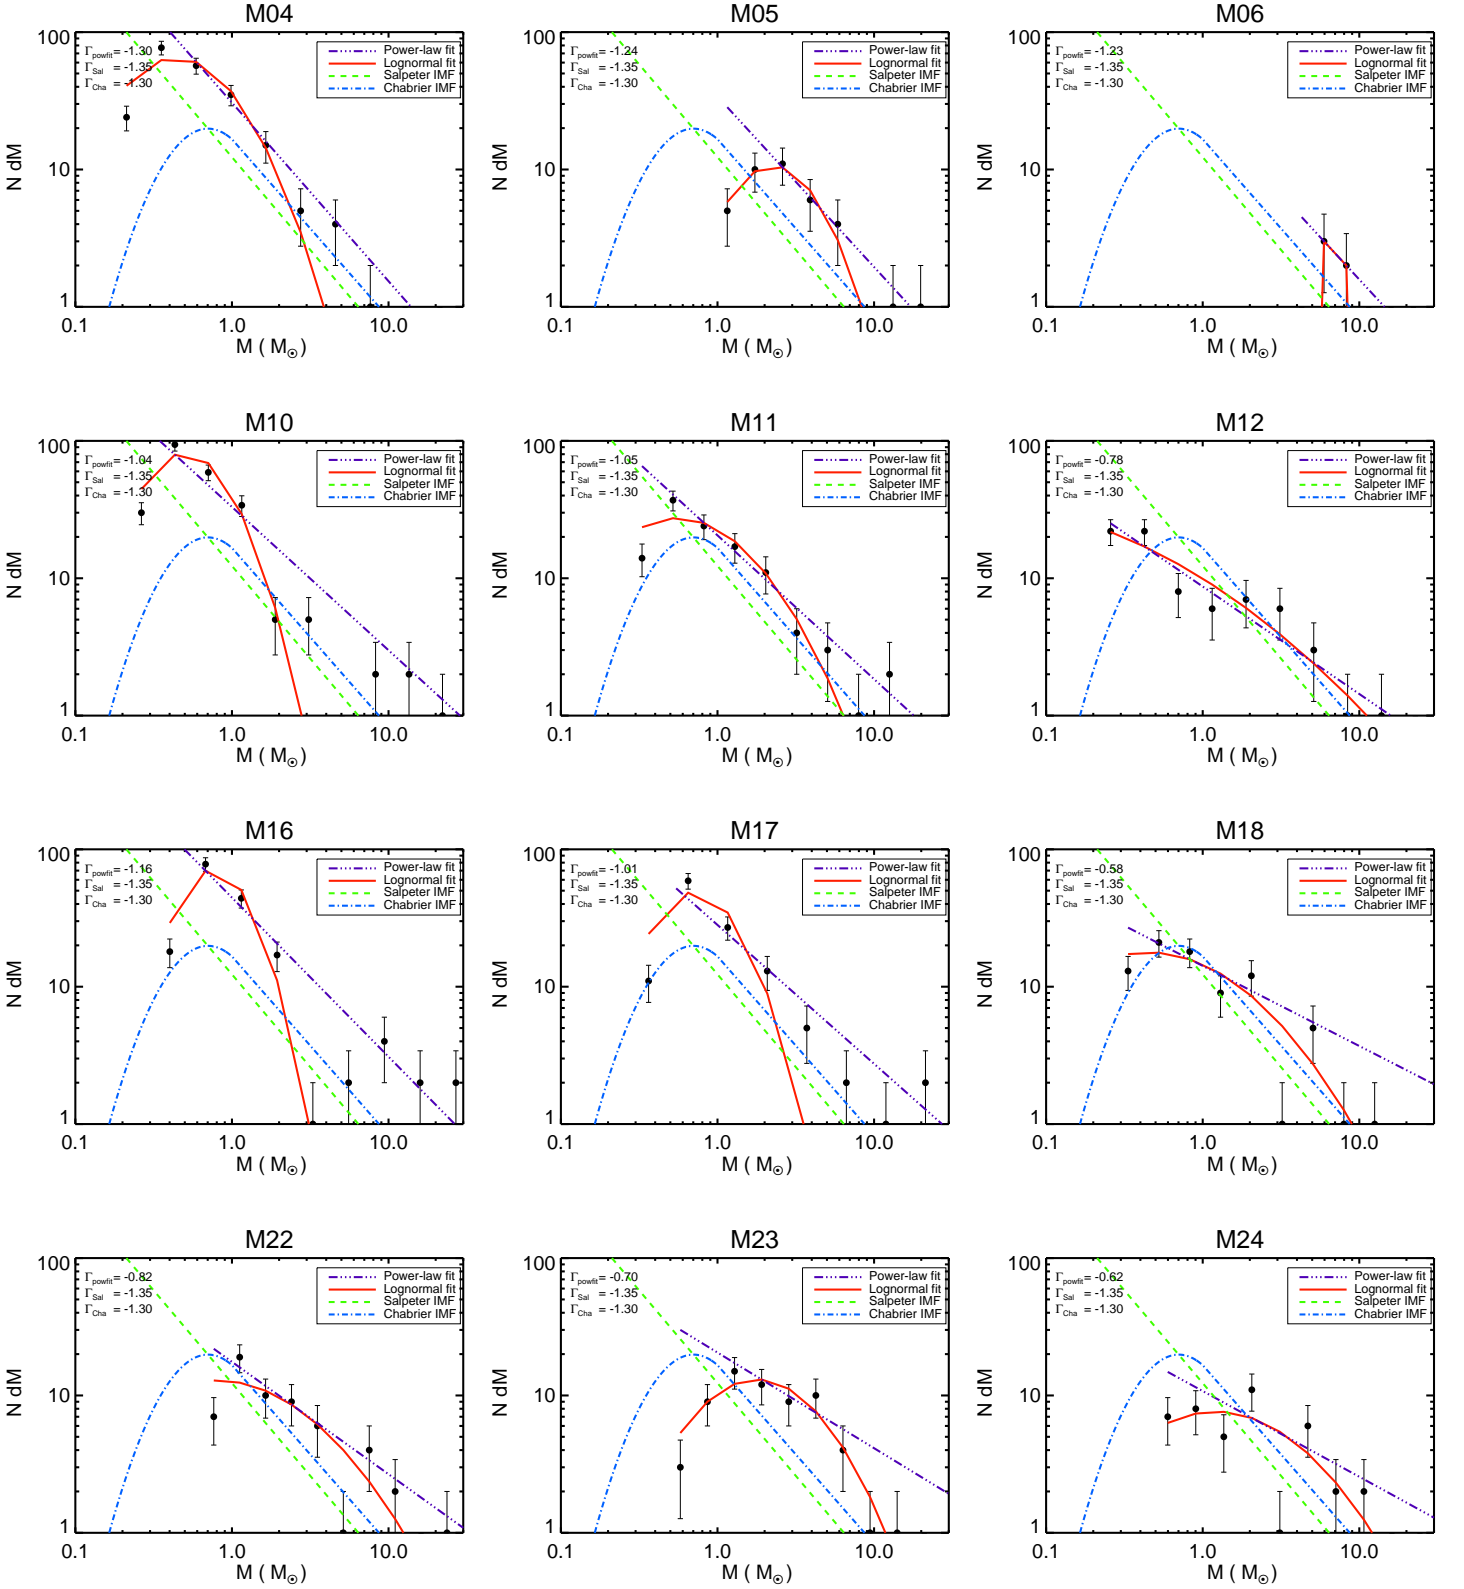 M04
100
10
1
N dM
Γpowfit = -1.30
ΓSal = -1.35
ΓCha = -1.30
Power-law fit
Lognormal fit
Salpeter IMF
Chabrier IMF
0.1 1.0 10.0
M ( M⊙)
M05
100
10
1
N dM
Γpowfit = -1.24
ΓSal = -1.35
ΓCha = -1.30
Power-law fit
Lognormal fit
Salpeter IMF
Chabrier IMF
0.1 1.0 10.0
M ( M⊙)
M06
100
10
1
N dM
Γpowfit = -1.23
ΓSal = -1.35
ΓCha = -1.30
Power-law fit
Lognormal fit
Salpeter IMF
Chabrier IMF
0.1 1.0 10.0
M ( M⊙)
M10
100
10
1
N dM
Γpowfit = -1.04
ΓSal = -1.35
ΓCha = -1.30
Power-law fit
Lognormal fit
Salpeter IMF
Chabrier IMF
0.1 1.0 10.0
M ( M⊙)
M11
100
10
1
N dM
Γpowfit = -1.05
ΓSal = -1.35
ΓCha = -1.30
Power-law fit
Lognormal fit
Salpeter IMF
Chabrier IMF
0.1 1.0 10.0
M ( M⊙)
M12
100
10
1
N dM
Γpowfit = -0.78
ΓSal = -1.35
ΓCha = -1.30
Power-law fit
Lognormal fit
Salpeter IMF
Chabrier IMF
0.1 1.0 10.0
M ( M⊙)
M16
100
10
1
N dM
Γpowfit = -1.16
ΓSal = -1.35
ΓCha = -1.30
Power-law fit
Lognormal fit
Salpeter IMF
Chabrier IMF
0.1 1.0 10.0
M ( M⊙)
M17
100
10
1
N dM
Γpowfit = -1.01
ΓSal = -1.35
ΓCha = -1.30
Power-law fit
Lognormal fit
Salpeter IMF
Chabrier IMF
0.1 1.0 10.0
M ( M⊙)
M18
100
10
1
N dM
Γpowfit = -0.58
ΓSal = -1.35
ΓCha = -1.30
Power-law fit
Lognormal fit
Salpeter IMF
Chabrier IMF
0.1 1.0 10.0
M ( M⊙)
M22
100
10
1
N dM
Γpowfit = -0.82
ΓSal = -1.35
ΓCha = -1.30
Power-law fit
Lognormal fit
Salpeter IMF
Chabrier IMF
0.1 1.0 10.0
M ( M⊙)
M23
100
10
1
N dM
Γpowfit = -0.70
ΓSal = -1.35
ΓCha = -1.30
Power-law fit
Lognormal fit
Salpeter IMF
Chabrier IMF
0.1 1.0 10.0
M ( M⊙)
M24
100
10
1
N dM
Γpowfit = -0.62
ΓSal = -1.35
ΓCha = -1.30
Power-law fit
Lognormal fit
Salpeter IMF
Chabrier IMF
0.1 1.0 10.0
M ( M⊙)